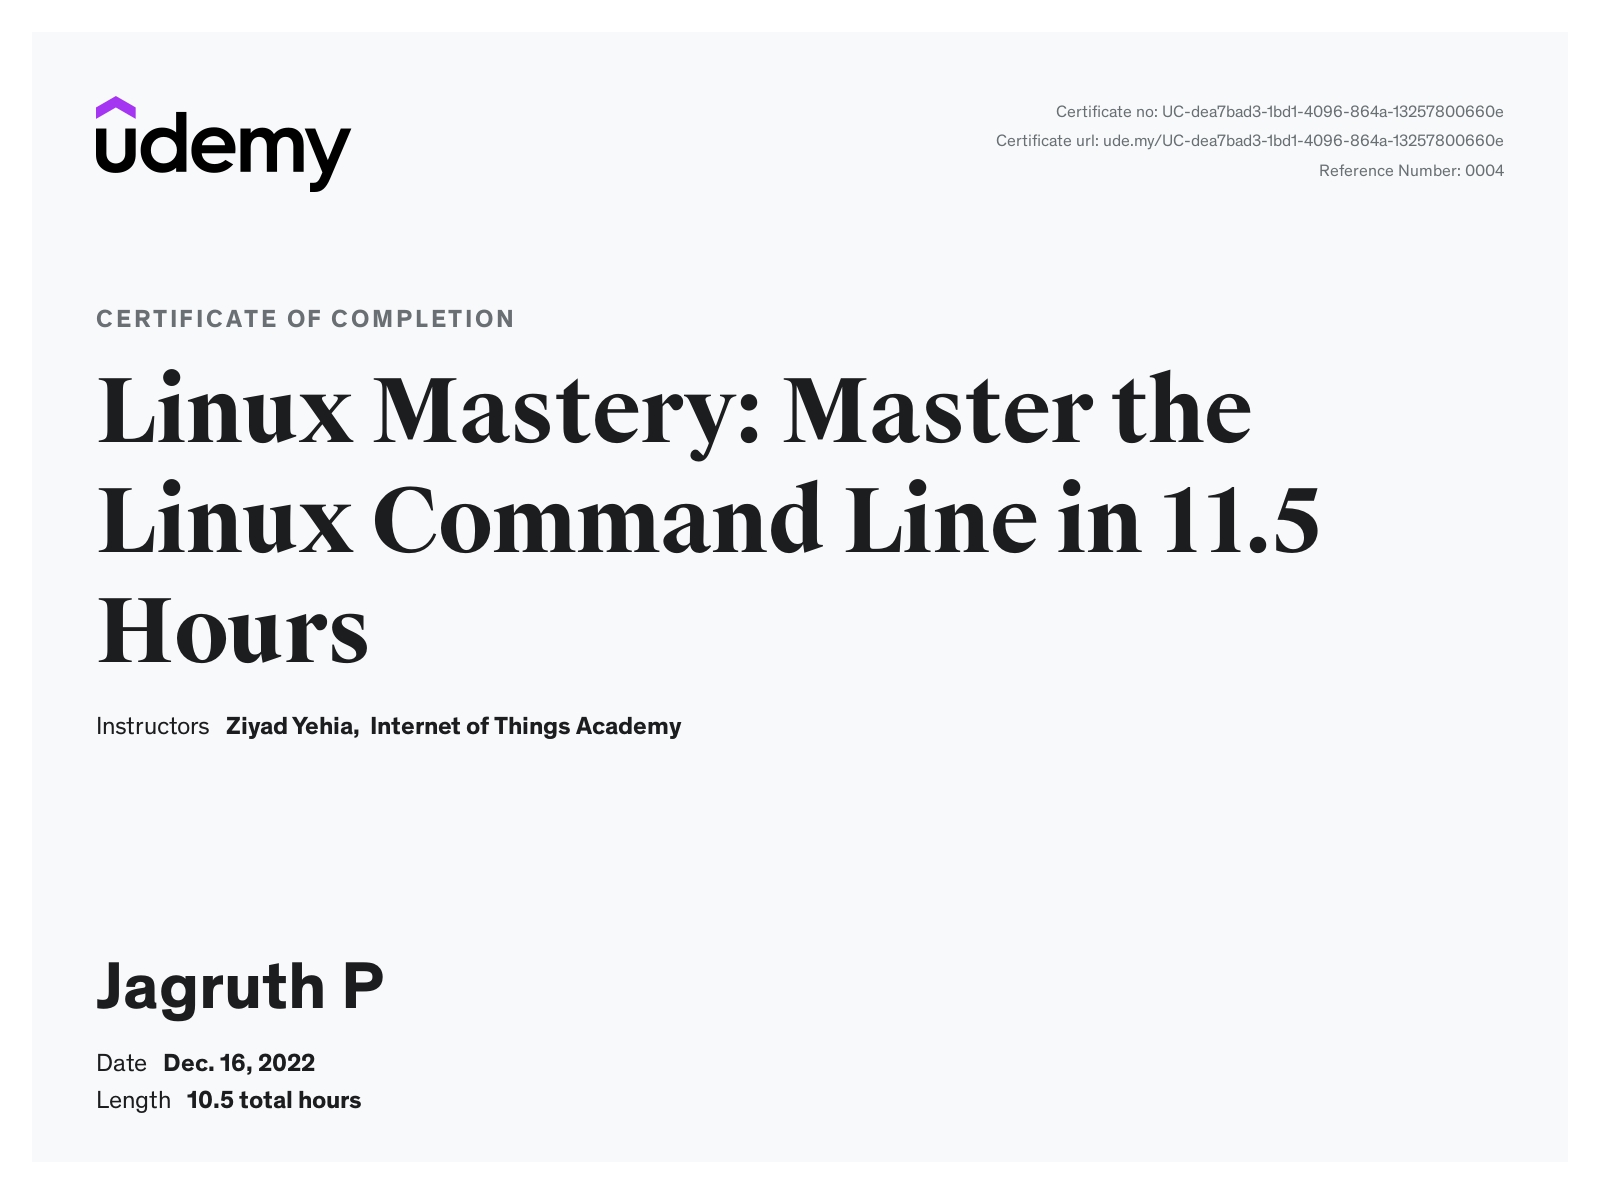 udemy
Certificate no: UC-dea7bad3-1bd1-4096-864a-13257800660e
Certificate url: ude.my/UC-dea7bad3-1bd1-4096-864a-13257800660e
Reference Number: 0004
CERTIFICATE OF COMPLETION
Linux Mastery: Master the
Linux Command Line in 11.5
Hours
Instructors Ziyad Yehia, Internet of Things Academy
Jagruth P
Date Dec. 16, 2022
Length 10.5 total hours